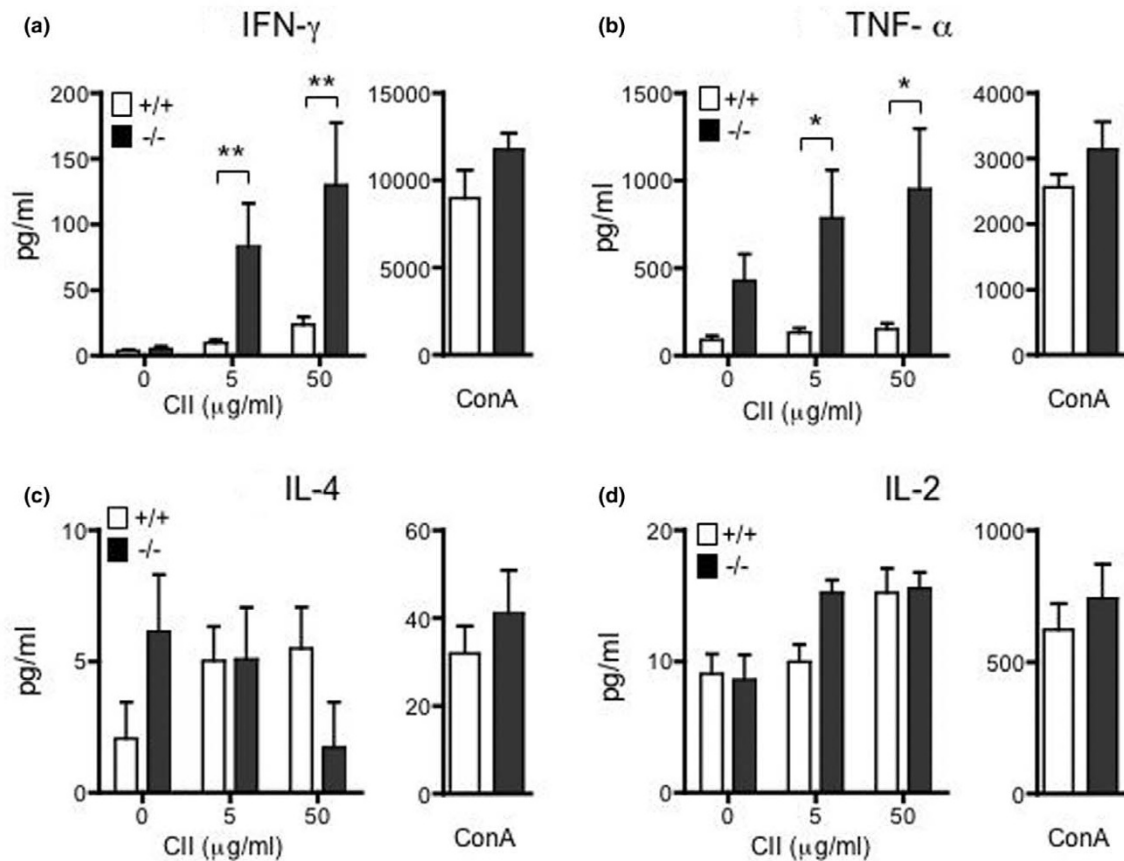 (a) IFN-γ
+/+
-/-
**
**
200
150
100
50
0
pg/ml
0 5 50
CII (μg/ml)
15000
10000
5000
0
ConA
(b) TNF- α
+/+
-/-
*
*
1500
1000
500
0
pg/ml
0 5 50
CII (μg/ml)
4000
3000
2000
1000
0
ConA
(c) IL-4
+/+
-/-
10
5
0
pg/ml
0 5 50
CII (μg/ml)
60
40
60
0
ConA
(d) IL-2
+/+
-/-
20
10
0
pg/ml
0 5 50
CII (μg/ml)
1000
500
0
ConA